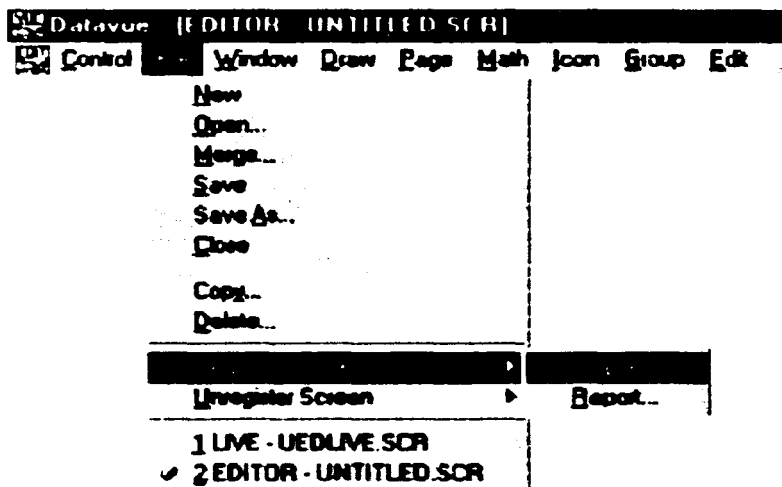 Datavue [EDITOR UNTITLED.SCR]
Control Window Draw Page Math Icon Group Edit
New
Open...
Merge...
Save
Save As...
Close
Copy...
Delete...
Unregister Screen
Report...
1 LIVE - UEDLIVE.SCR
2 EDITOR - UNTITLED.SCR